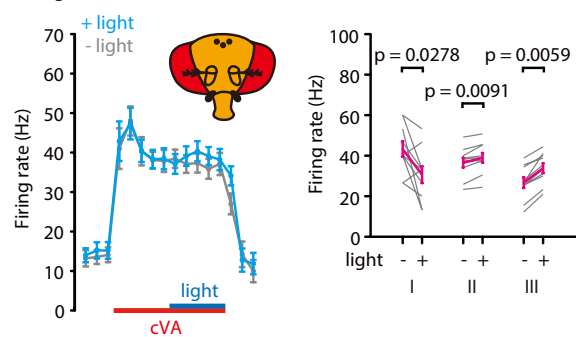 + light
- light
Firing rate (Hz)
70
60
50
40
30
20
10
0
light
cVA
Firing rate (Hz)
100
80
60
40
20
0
p = 0.0278
p = 0.0091
p = 0.0059
light - + - + - +
I II III